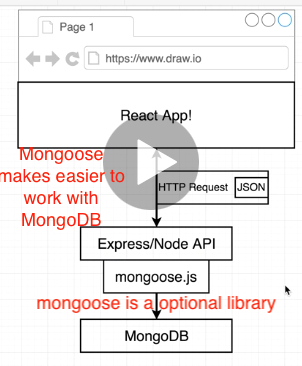 Page 1
https://www.draw.io
React App!
Mongoose
makes easier to
work with
MongoDB
HTTP Request
JSON
Express/Node API
mongoose.js
mongoose is a optional library
MongoDB